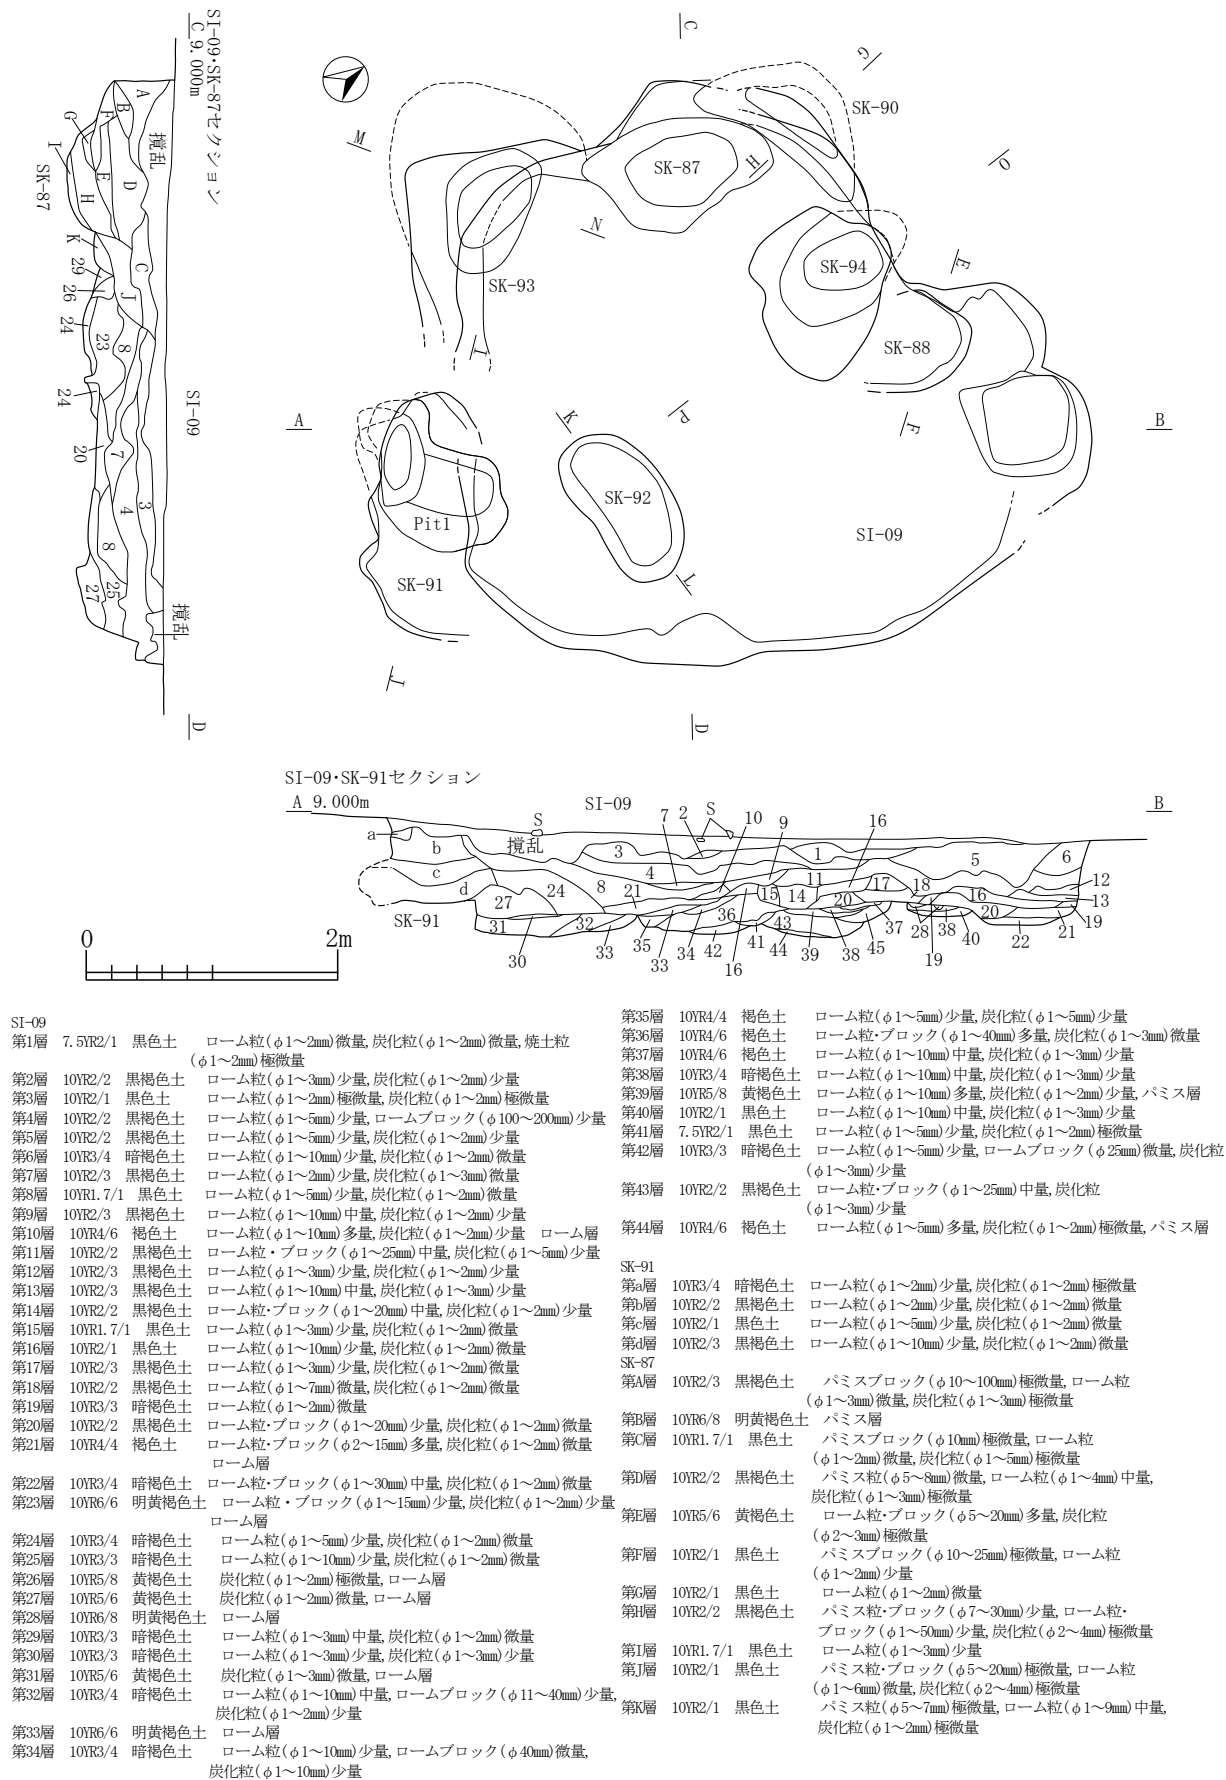 SI-09・SK-87セクション
C 9.000m
A
B
撹乱
F
G
I
E
D
H
SK-87
K
29
26
24
C
J
23
8
24
20
7
4
3
8
25
27
撹乱
SI-09
D
C
G
SK-90
O
M
SK-87
H
N
SK-93
SK-94
E
I
SK-88
A
K
P
F
B
SK-92
Pit1
SI-09
SK-91
L
J
D
SI-09・SK-91セクション
A 9.000m
SI-09
B
S
7
2
S
10
9
16
a
b
撹乱
3
1
5
6
c
4
11
12
d
24
8
21
15
14
20
17
18
16
13
27
19
SK-91
31
32
36
43
37
28
38
40
20
22
21
30
33
35
33
34
42
16
41
44
39
38
45
19
0
2m
SI-09
第1層 7.5YR2/1 黒色土 ローム粒(φ1～2mm)微量,炭化粒(φ1～2mm)微量,焼土粒
(φ1～2mm)極微量
第2層 10YR2/2 黒褐色土 ローム粒(φ1～3mm)少量,炭化粒(φ1～2mm)少量
第3層 10YR2/1 黒色土 ローム粒(φ1～2mm)極微量,炭化粒(φ1～2mm)極微量
第4層 10YR2/2 黒褐色土 ローム粒(φ1～5mm)少量,ロームブロック(φ100～200mm)少量
第5層 10YR2/2 黒褐色土 ローム粒(φ1～5mm)少量,炭化粒(φ1～2mm)少量
第6層 10YR3/4 暗褐色土 ローム粒(φ1～10mm)少量,炭化粒(φ1～2mm)微量
第7層 10YR2/3 黒褐色土 ローム粒(φ1～2mm)少量,炭化粒(φ1～3mm)微量
第8層 10YR1.7/1 黒色土 ローム粒(φ1～5mm)少量,炭化粒(φ1～2mm)微量
第9層 10YR2/3 黒褐色土 ローム粒(φ1～10mm)中量,炭化粒(φ1～2mm)少量
第10層 10YR4/6 褐色土 ローム粒(φ1～10mm)多量,炭化粒(φ1～2mm)少量 ローム層
第11層 10YR2/2 黒褐色土 ローム粒・ブロック(φ1～25mm)中量,炭化粒(φ1～5mm)少量
第12層 10YR2/3 黒褐色土 ローム粒(φ1～3mm)少量,炭化粒(φ1～2mm)少量
第13層 10YR2/3 黒褐色土 ローム粒(φ1～10mm)中量,炭化粒(φ1～3mm)少量
第14層 10YR2/2 黒褐色土 ローム粒・ブロック(φ1～20mm)中量,炭化粒(φ1～2mm)少量
第15層 10YR1.7/1 黒色土 ローム粒(φ1～3mm)少量,炭化粒(φ1～2mm)微量
第16層 10YR2/1 黒色土 ローム粒(φ1～10mm)少量,炭化粒(φ1～2mm)微量
第17層 10YR2/3 黒褐色土 ローム粒(φ1～3mm)少量,炭化粒(φ1～2mm)微量
第18層 10YR2/2 黒褐色土 ローム粒(φ1～7mm)微量,炭化粒(φ1～2mm)微量
第19層 10YR3/3 暗褐色土 ローム粒(φ1～2mm)微量
第20層 10YR2/2 黒褐色土 ローム粒・ブロック(φ1～20mm)少量,炭化粒(φ1～2mm)微量
第21層 10YR4/4 褐色土 ローム粒・ブロック(φ2～15mm)多量,炭化粒(φ1～2mm)微量
ローム層
第22層 10YR3/4 暗褐色土 ローム粒・ブロック(φ1～30mm)中量,炭化粒(φ1～2mm)微量
第23層 10YR6/6 明黄褐色土 ローム粒・ブロック(φ1～15mm)少量,炭化粒(φ1～2mm)少量
ローム層
第24層 10YR3/4 暗褐色土 ローム粒(φ1～5mm)少量,炭化粒(φ1～2mm)微量
第25層 10YR3/3 暗褐色土 ローム粒(φ1～10mm)少量,炭化粒(φ1～2mm)微量
第26層 10YR5/8 黄褐色土 炭化粒(φ1～2mm)極微量,ローム層
第27層 10YR5/6 黄褐色土 炭化粒(φ1～2mm)微量,ローム層
第28層 10YR6/8 明黄褐色土 ローム層
第29層 10YR3/3 暗褐色土 ローム粒(φ1～3mm)中量,炭化粒(φ1～2mm)微量
第30層 10YR3/3 暗褐色土 ローム粒(φ1～3mm)少量,炭化粒(φ1～3mm)少量
第31層 10YR5/6 黄褐色土 炭化粒(φ1～3mm)微量,ローム層
第32層 10YR3/4 暗褐色土 ローム粒(φ1～10mm)中量,ロームブロック(φ11～40mm)少量,
炭化粒(φ1～2mm)少量
第33層 10YR6/6 明黄褐色土 ローム層
第34層 10YR3/4 暗褐色土 ローム粒(φ1～10mm)少量,ロームブロック(φ40mm)微量,
炭化粒(φ1～10mm)少量
第35層 10YR4/4 褐色土 ローム粒(φ1～5mm)少量,炭化粒(φ1～5mm)少量
第36層 10YR4/6 褐色土 ローム粒・ブロック(φ1～40mm)多量,炭化粒(φ1～3mm)微量
第37層 10YR4/6 褐色土 ローム粒(φ1～10mm)中量,炭化粒(φ1～3mm)少量
第38層 10YR3/4 暗褐色土 ローム粒(φ1～10mm)中量,炭化粒(φ1～3mm)少量
第39層 10YR5/8 黄褐色土 ローム粒(φ1～10mm)多量,炭化粒(φ1～2mm)少量,パミス層
第40層 10YR2/1 黒色土 ローム粒(φ1～10mm)中量,炭化粒(φ1～3mm)少量
第41層 7.5YR2/1 黒色土 ローム粒(φ1～5mm)少量,炭化粒(φ1～2mm)極微量
第42層 10YR3/3 暗褐色土 ローム粒(φ1～5mm)少量,ロームブロック(φ25mm)微量,炭化粒
(φ1～3mm)少量
第43層 10YR2/2 黒褐色土 ローム粒・ブロック(φ1～25mm)中量,炭化粒
(φ1～3mm)少量
第44層 10YR4/6 褐色土 ローム粒(φ1～5mm)多量,炭化粒(φ1～2mm)極微量,パミス層
SK-91
第a層 10YR3/4 暗褐色土 ローム粒(φ1～2mm)少量,炭化粒(φ1～2mm)極微量
第b層 10YR2/2 黒褐色土 ローム粒(φ1～2mm)少量,炭化粒(φ1～2mm)微量
第c層 10YR2/1 黒色土 ローム粒(φ1～5mm)少量,炭化粒(φ1～2mm)微量
第d層 10YR2/3 黒褐色土 ローム粒(φ1～10mm)少量,炭化粒(φ1～2mm)微量
SK-87
第A層 10YR2/3 黒褐色土 パミスブロック(φ10～100mm)極微量,ローム粒
(φ1～3mm)微量,炭化粒(φ1～3mm)極微量
第B層 10YR6/8 明黄褐色土 パミス層
第C層 10YR1.7/1 黒色土 パミスブロック(φ10mm)極微量,ローム粒
(φ1～2mm)微量,炭化粒(φ1～5mm)極微量
第D層 10YR2/2 黒褐色土 パミス粒(φ5～8mm)微量,ローム粒(φ1～4mm)中量,
炭化粒(φ1～3mm)極微量
第E層 10YR5/6 黄褐色土 ローム粒・ブロック(φ5～20mm)多量,炭化粒
(φ2～3mm)極微量
第F層 10YR2/1 黒色土 パミスブロック(φ10～25mm)極微量,ローム粒
(φ1～2mm)少量
第G層 10YR2/1 黒色土 ローム粒(φ1～2mm)微量
第H層 10YR2/2 黒褐色土 パミス粒・ブロック(φ7～30mm)少量,ローム粒・
ブロック(φ1～50mm)少量,炭化粒(φ2～4mm)極微量
第I層 10YR1.7/1 黒色土 ローム粒(φ1～3mm)少量
第J層 10YR2/1 黒色土 パミス粒・ブロック(φ5～20mm)極微量,ローム粒
(φ1～6mm)微量,炭化粒(φ2～4mm)極微量
第K層 10YR2/1 黒色土 パミス粒(φ5～7mm)極微量,ローム粒(φ1～9mm)中量,
炭化粒(φ1～2mm)極微量